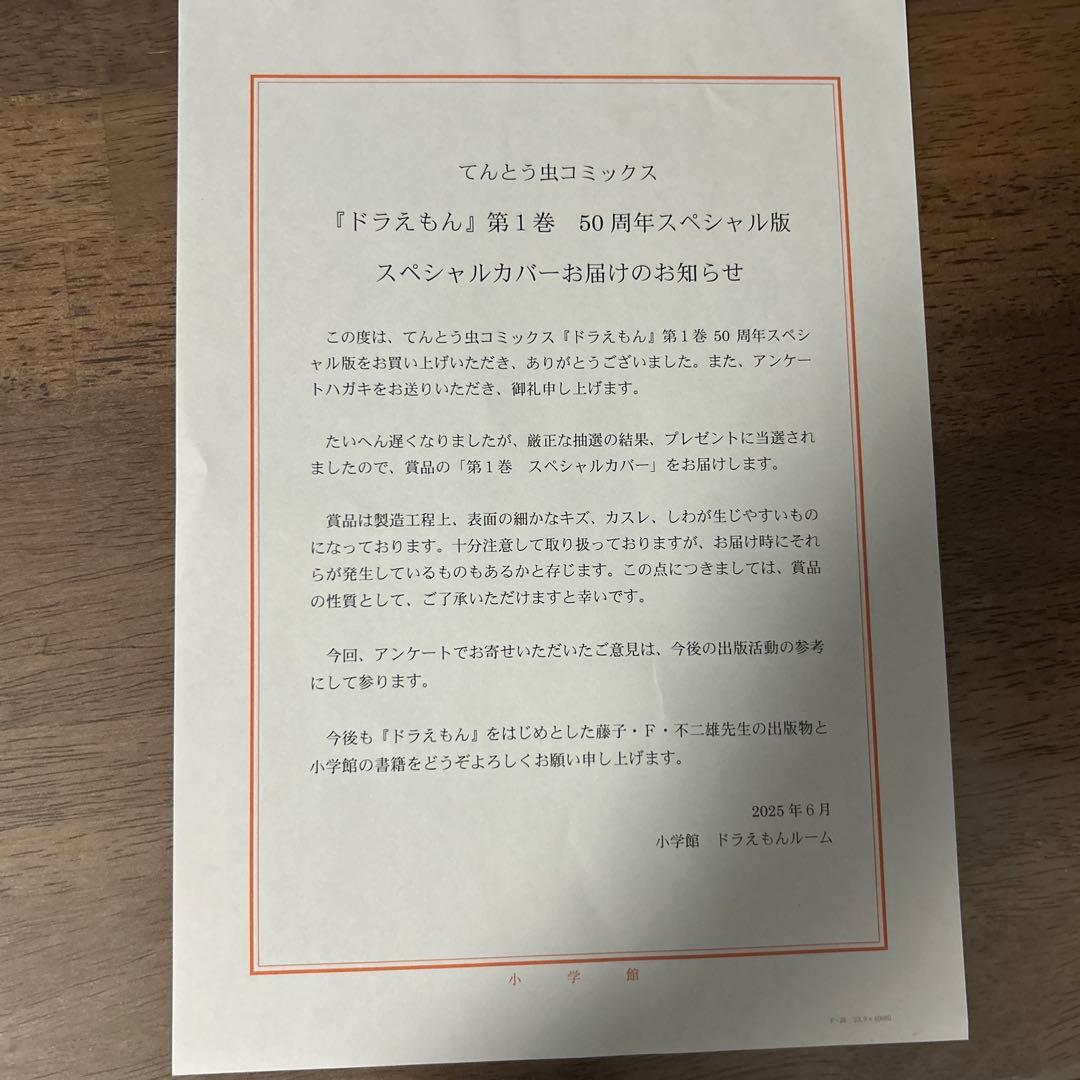 てんとう虫コミックス
『ドラえもん』第1巻　50 周年スペシャル版
スペシャルカバーお届けのお知らせ
この度は、てんとう虫コミックス『ドラえもん』第1巻 50 周年スペシ
ャル版をお買い上げいただき、ありがとうございました。また、アンケー
トハガキをお送りいただき、御礼申し上げます。
たいへん遅くなりましたが、厳正な抽選の結果、プレゼントに当選され
ましたので、賞品の「第1巻　スペシャルカバー」をお届けします。
賞品は製造工程上、表面の細かなキズ、カスレ、しわが生じやすいもの
になっております。十分注意して取り扱っておりますが、お届け時にそれ
らが発生しているものもあるかと存じます。この点につきましては、賞品
の性質として、ご了承いただけますと幸いです。
今回、アンケートでお寄せいただいたご意見は、今後の出版活動の参考
にして参ります。
今後も『ドラえもん』をはじめとした藤子・F・不二雄先生の出版物と
小学館の書籍をどうぞよろしくお願い申し上げます。
2025 年 6 月
小学館　ドラえもんルーム
小　学　館